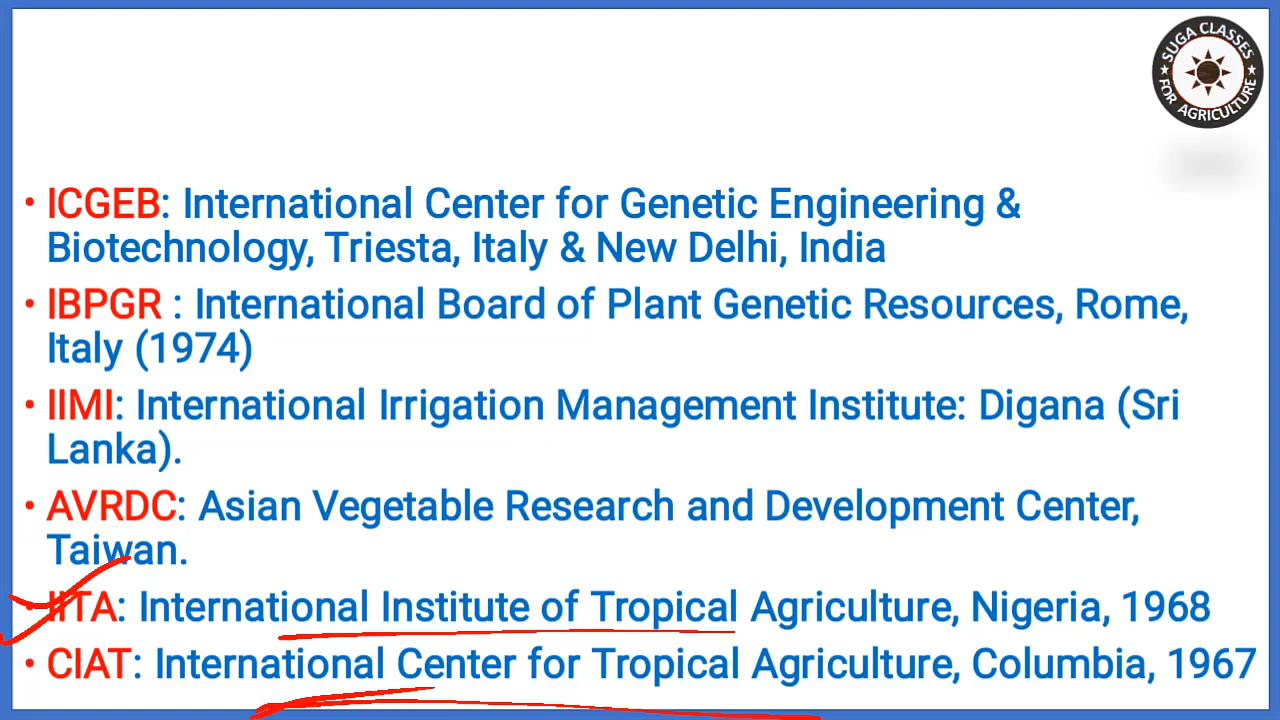 SUGA CLASSES
FOR AGRICULTURE
• ICGEB: International Center for Genetic Engineering &
Biotechnology, Triesta, Italy & New Delhi, India
• IBPGR : International Board of Plant Genetic Resources, Rome,
Italy (1974)
• IIMI: International Irrigation Management Institute: Digana (Sri
Lanka).
• AVRDC: Asian Vegetable Research and Development Center,
Taiwan.
• IITA: International Institute of Tropical Agriculture, Nigeria, 1968
• CIAT: International Center for Tropical Agriculture, Columbia, 1967